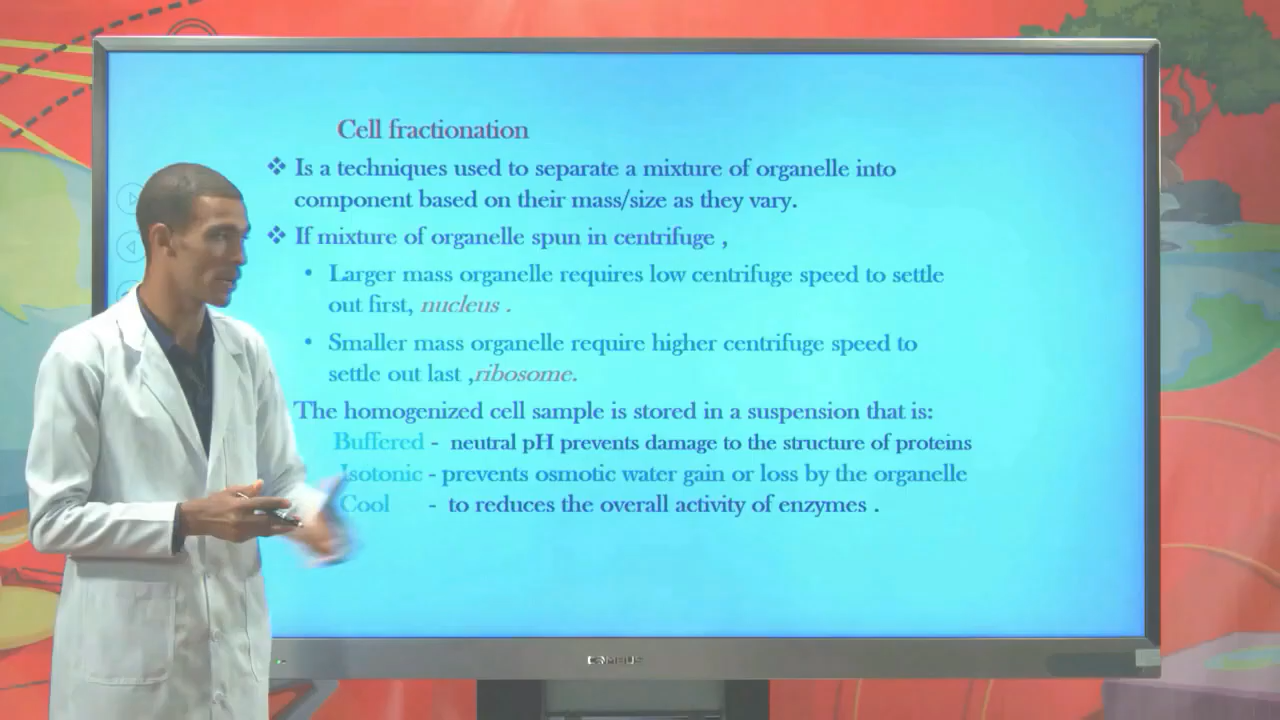 Cell fractionation
❖ Is a techniques used to separate a mixture of organelle into
component based on their mass/size as they vary.
❖ If mixture of organelle spun in centrifuge ,
• Larger mass organelle requires low centrifuge speed to settle
out first, nucleus .
• Smaller mass organelle require higher centrifuge speed to
settle out last ,ribosome.
The homogenized cell sample is stored in a suspension that is:
Buffered - neutral pH prevents damage to the structure of proteins
Isotonic - prevents osmotic water gain or loss by the organelle
Cool - to reduces the overall activity of enzymes .